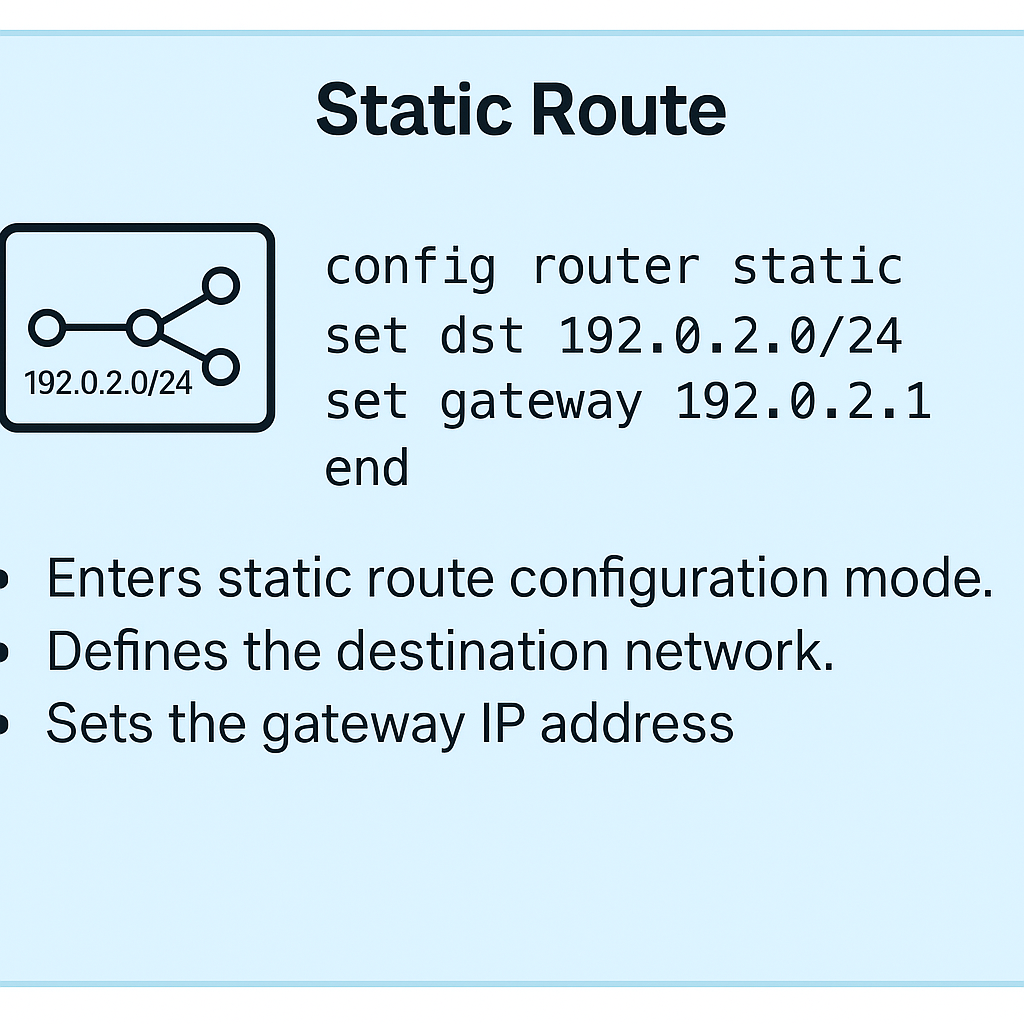 Static Route
192.0.2.0/24
config router static
set dst 192.0.2.0/24
set gateway 192.0.2.1
end
• Enters static route configuration mode.
• Defines the destination network.
• Sets the gateway IP address